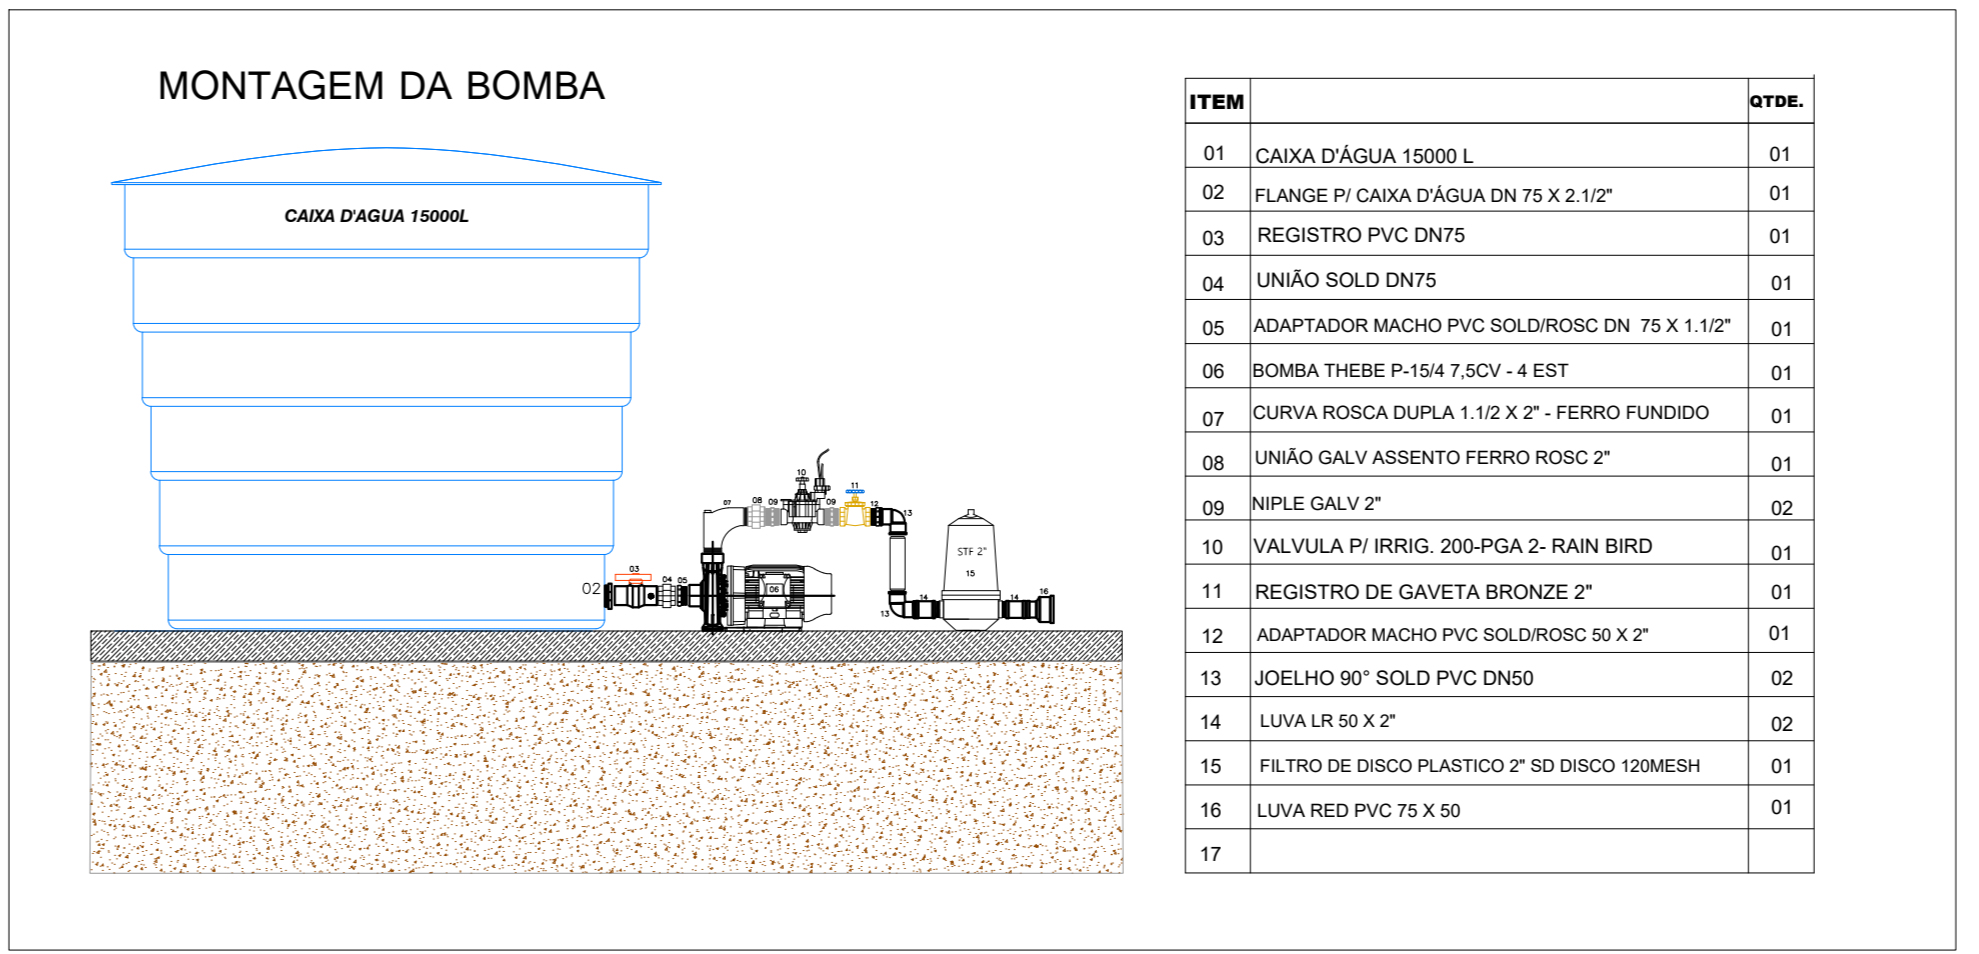 MONTAGEM DA BOMBA
CAIXA D'AGUA 15000L
10
07
08
09
09
11
12
13
STF 2"
15
02
03
04
05
06
13
14
14
16
ITEM QTDE.
01 CAIXA D'ÁGUA 15000 L 01
02 FLANGE P/ CAIXA D'ÁGUA DN 75 X 2.1/2" 01
03 REGISTRO PVC DN75 01
04 UNIÃO SOLD DN75 01
05 ADAPTADOR MACHO PVC SOLD/ROSC DN 75 X 1.1/2" 01
06 BOMBA THEBE P-15/4 7,5CV - 4 EST 01
07 CURVA ROSCA DUPLA 1.1/2 X 2" - FERRO FUNDIDO 01
08 UNIÃO GALV ASSENTO FERRO ROSC 2" 01
09 NIPLE GALV 2" 02
10 VALVULA P/ IRRIG. 200-PGA 2- RAIN BIRD 01
11 REGISTRO DE GAVETA BRONZE 2" 01
12 ADAPTADOR MACHO PVC SOLD/ROSC 50 X 2" 01
13 JOELHO 90° SOLD PVC DN50 02
14 LUVA LR 50 X 2" 02
15 FILTRO DE DISCO PLASTICO 2" SD DISCO 120MESH 01
16 LUVA RED PVC 75 X 50 01
17